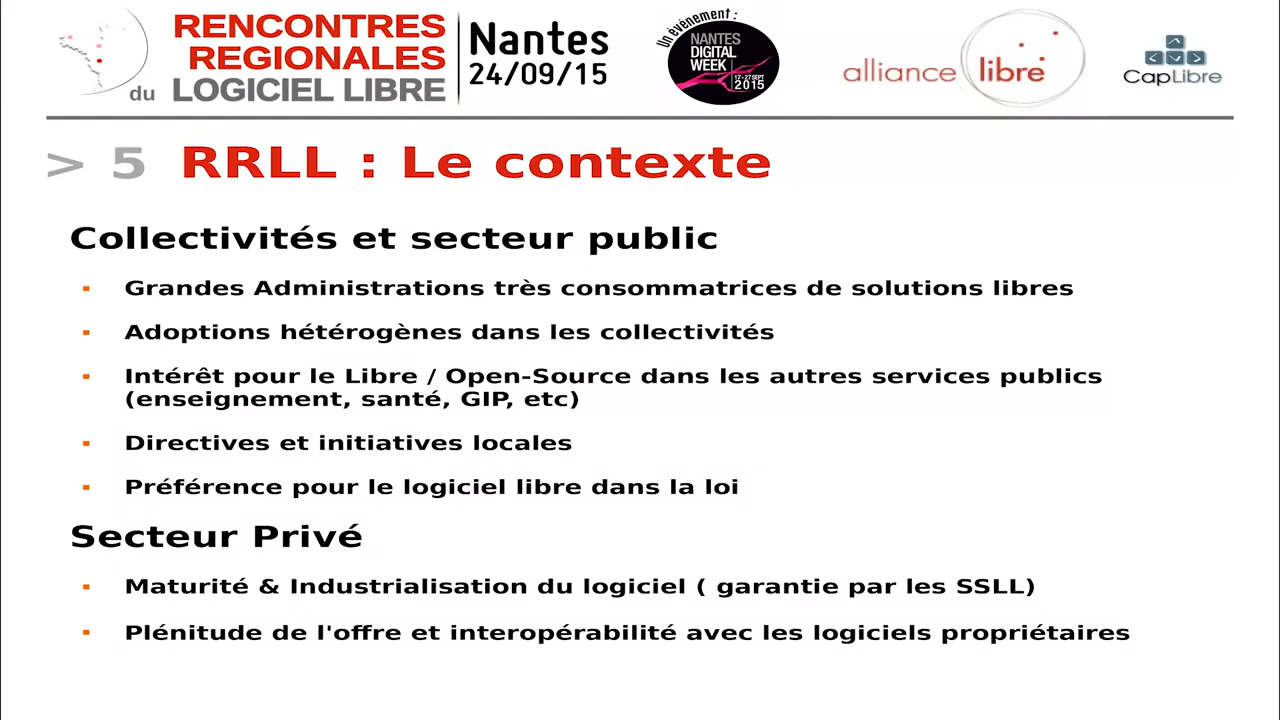 RENCONTRES
REGIONALES
du LOGICIEL LIBRE
Nantes
24/09/15
Un événement :
NANTES
DIGITAL
WEEK
17 - 27 SEPT
2015
alliance libre
CapLibre
> 5 RRLL : Le contexte
Collectivités et secteur public
▪ Grandes Administrations très consommatrices de solutions libres
▪ Adoptions hétérogènes dans les collectivités
▪ Intérêt pour le Libre / Open-Source dans les autres services publics
(enseignement, santé, GIP, etc)
▪ Directives et initiatives locales
▪ Préférence pour le logiciel libre dans la loi
Secteur Privé
▪ Maturité & Industrialisation du logiciel ( garantie par les SSLL)
▪ Plénitude de l'offre et interopérabilité avec les logiciels propriétaires